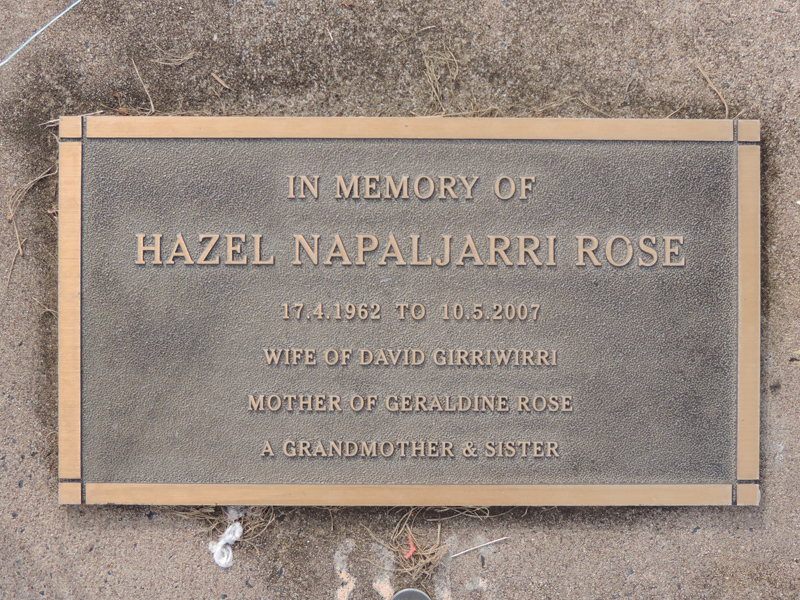 IN MEMORY OF
HAZEL NAPALJARRI ROSE
17.4.1962 TO 10.5.2007
WIFE OF DAVID GIRRIWIRRI
MOTHER OF GERALDINE ROSE
A GRANDMOTHER & SISTER